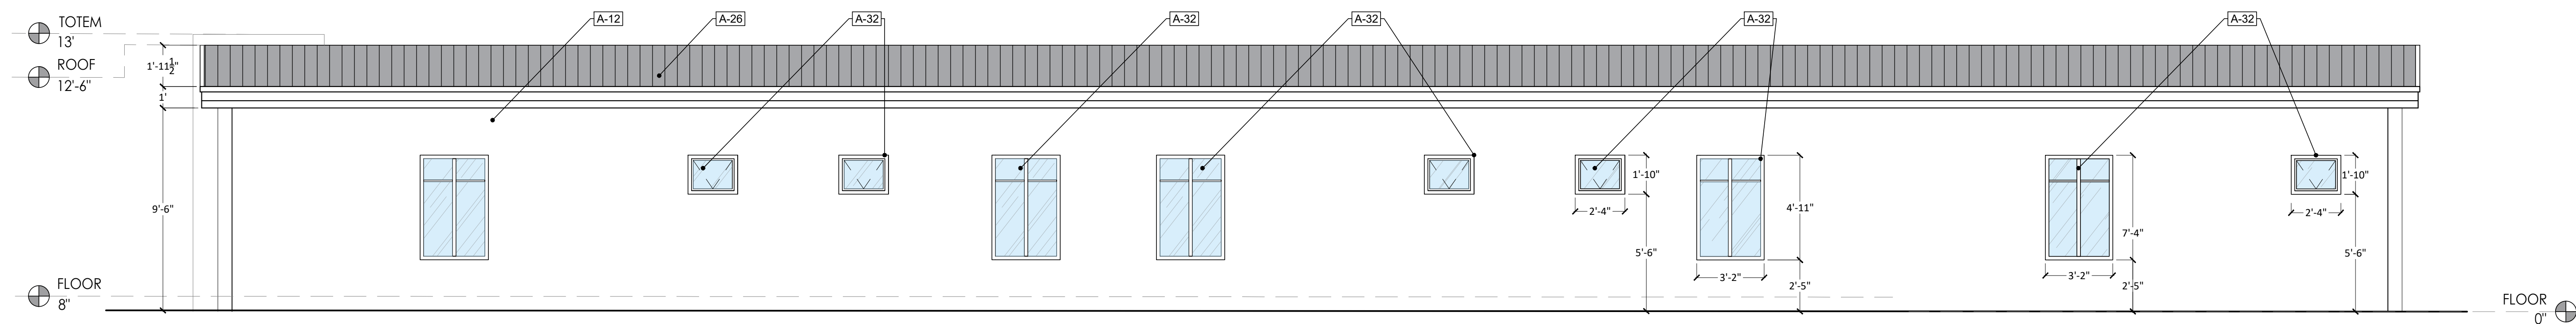 TOTEM
13'
ROOF
12'-6"
FLOOR
8"
1'-11 1/2"
1'
9'-6"
A-12
A-26
A-32
A-32
A-32
A-32
A-32
1'-10"
2'-4"
5'-6"
4'-11"
3'-2"
2'-5"
7'-4"
3'-2"
2'-5"
1'-10"
2'-4"
5'-6"
FLOOR
0"